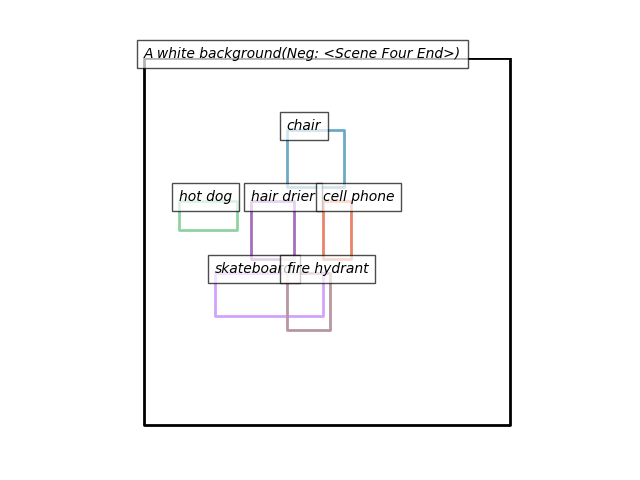 A white background(Neg: <Scene Four End>)
chair
hot dog
hair drier
cell phone
skateboard
fire hydrant